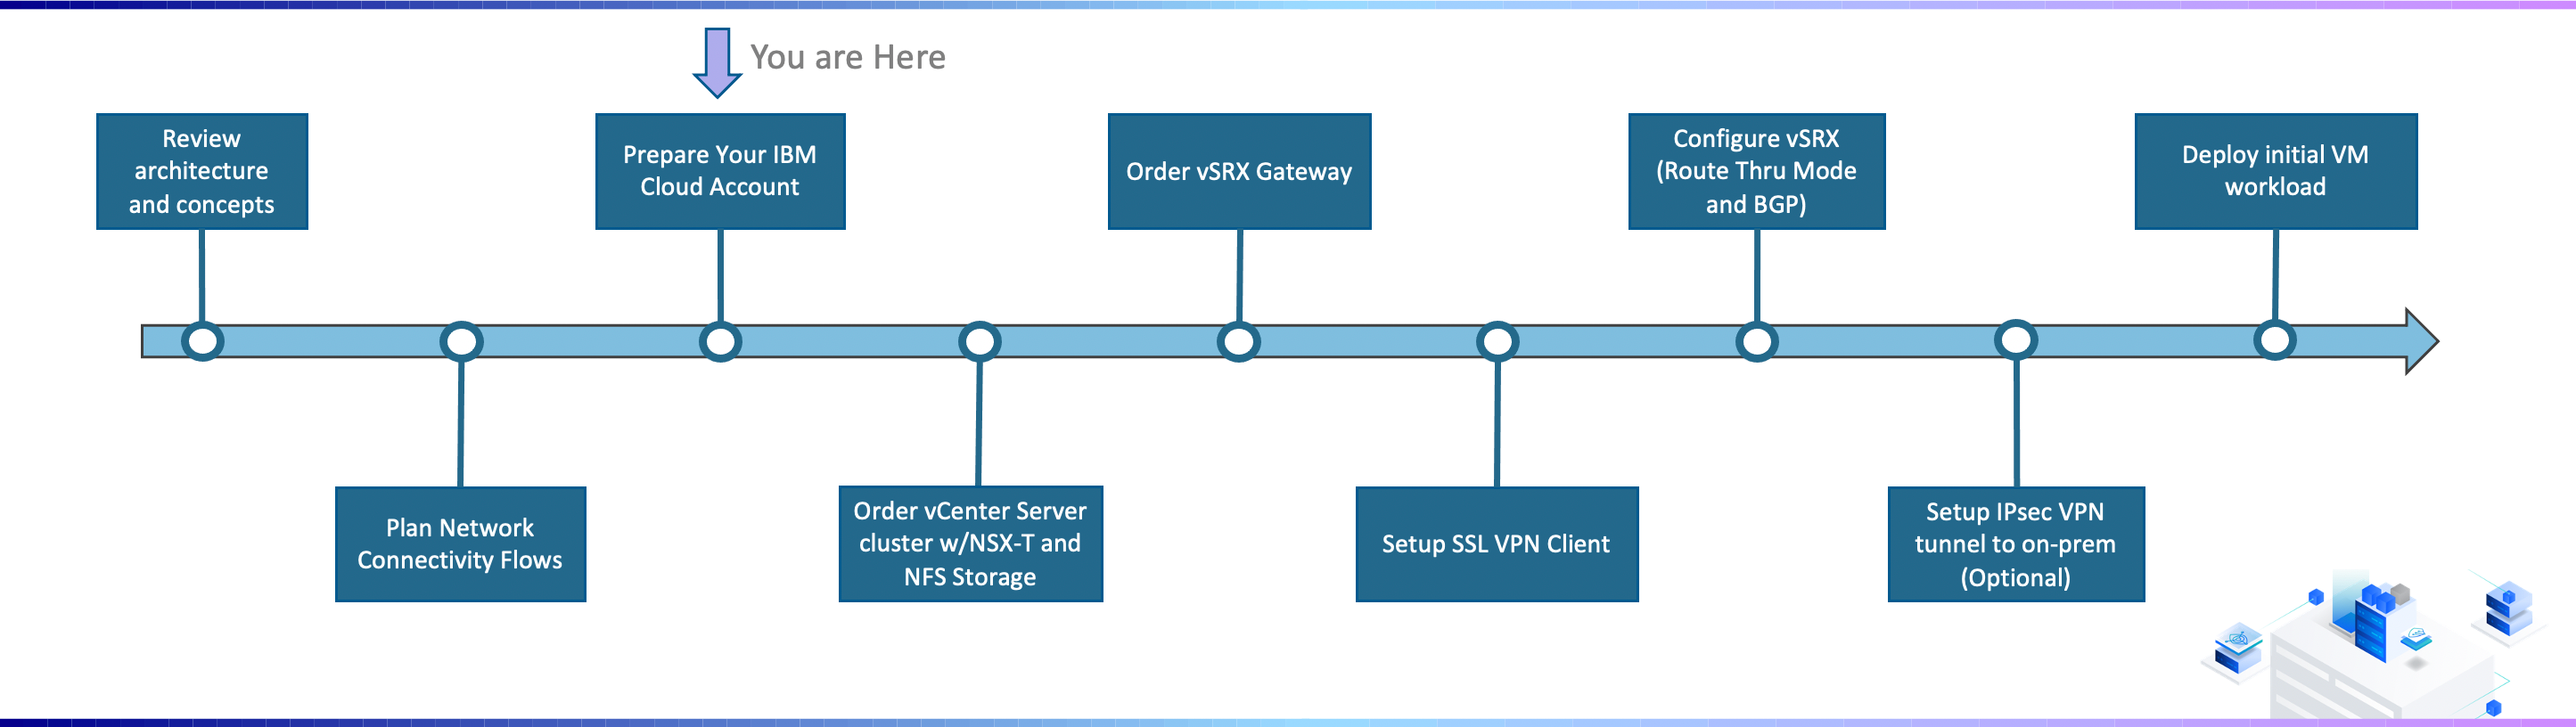 You are Here
Review
architecture
and concepts
Prepare Your IBM
Cloud Account
Order vSRX Gateway
Configure vSRX
(Route Thru Mode
and BGP)
Deploy initial VM
workload
Plan Network
Connectivity Flows
Order vCenter Server
cluster w/NSX-T and
NFS Storage
Setup SSL VPN Client
Setup IPsec VPN
tunnel to on-prem
(Optional)